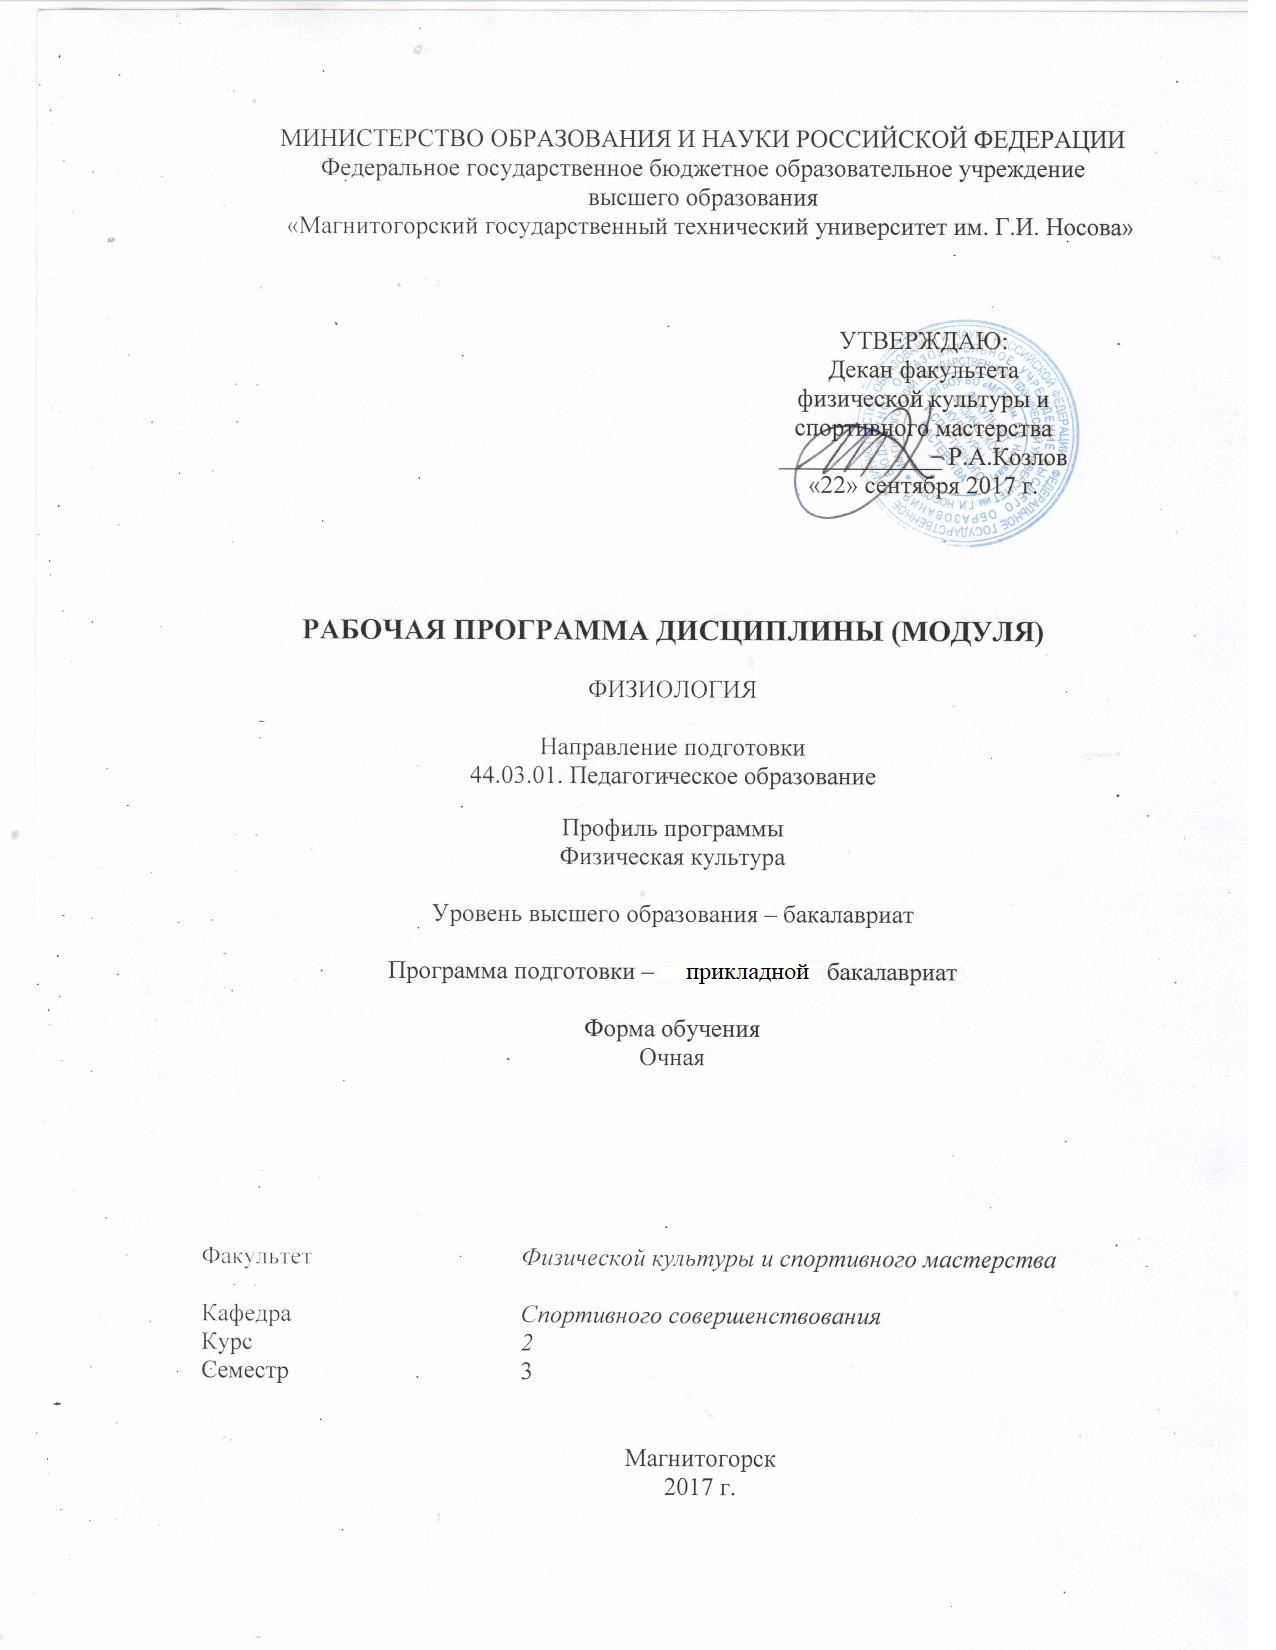 МИНИСТЕРСТВО ОБРАЗОВАНИЯ И НАУКИ РОССИЙСКОЙ ФЕДЕРАЦИИ
Федеральное государственное бюджетное образовательное учреждение
высшего образования
«Магнитогорский государственный технический университет им. Г.И. Носова»
УТВЕРЖДАЮ:
Декан факультета
физической культуры и
спортивного мастерства
Р.А.Козлов
«22» сентября 2017 г.
РАБОЧАЯ ПРОГРАММА ДИСЦИПЛИНЫ (МОДУЛЯ)
ФИЗИОЛОГИЯ
Направление подготовки
44.03.01. Педагогическое образование
Профиль программы
Физическая культура
Уровень высшего образования – бакалавриат
Программа подготовки – прикладной бакалавриат
Форма обучения
Очная
Факультет Физической культуры и спортивного мастерства
Кафедра Спортивного совершенствования
Курс 2
Семестр 3
Магнитогорск
2017 г.